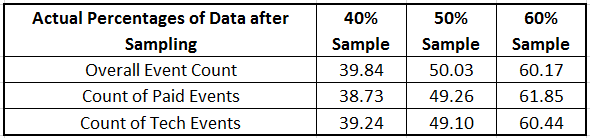 Actual Percentages of Data after Sampling 40% Sample 50% Sample 60% Sample
Overall Event Count 39.84 50.03 60.17
Count of Paid Events 38.73 49.26 61.85
Count of Tech Events 39.24 49.10 60.44